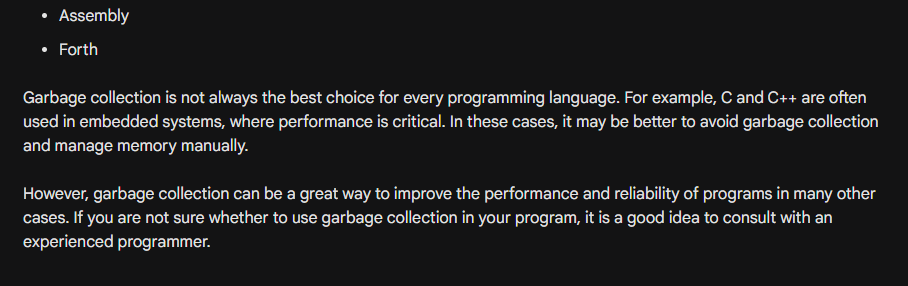 • Assembly
• Forth
Garbage collection is not always the best choice for every programming language. For example, C and C++ are often
used in embedded systems, where performance is critical. In these cases, it may be better to avoid garbage collection
and manage memory manually.
However, garbage collection can be a great way to improve the performance and reliability of programs in many other
cases. If you are not sure whether to use garbage collection in your program, it is a good idea to consult with an
experienced programmer.